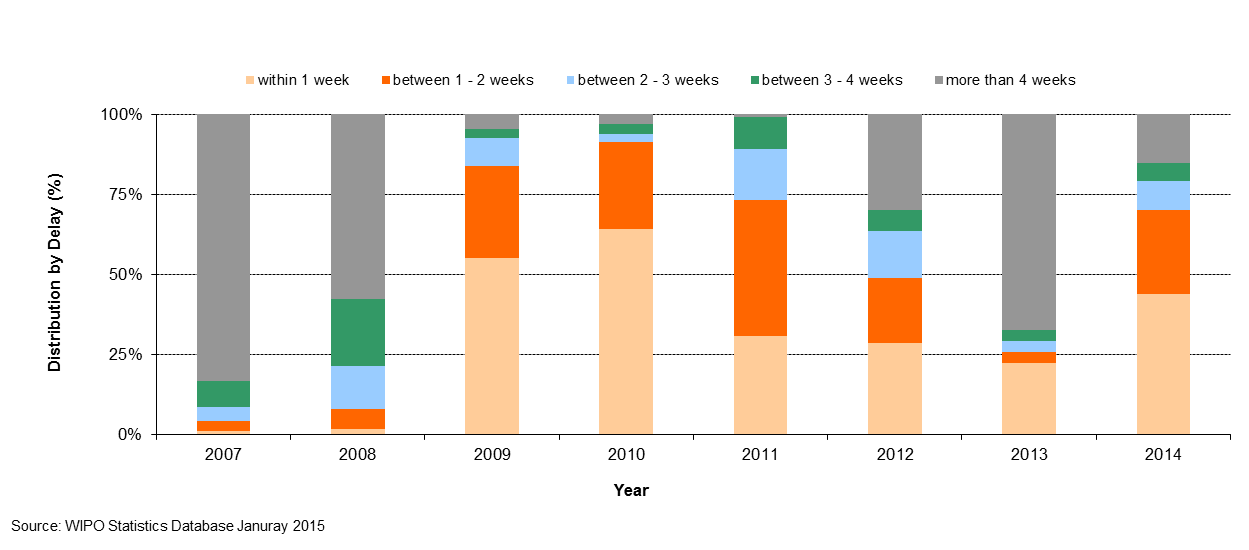 within 1 week between 1 - 2 weeks between 2 - 3 weeks between 3 - 4 weeks more than 4 weeks
Distribution by Delay (%)
100%
75%
50%
25%
0%
2007 2008 2009 2010 2011 2012 2013 2014
Year
Source: WIPO Statistics Database Januray 2015